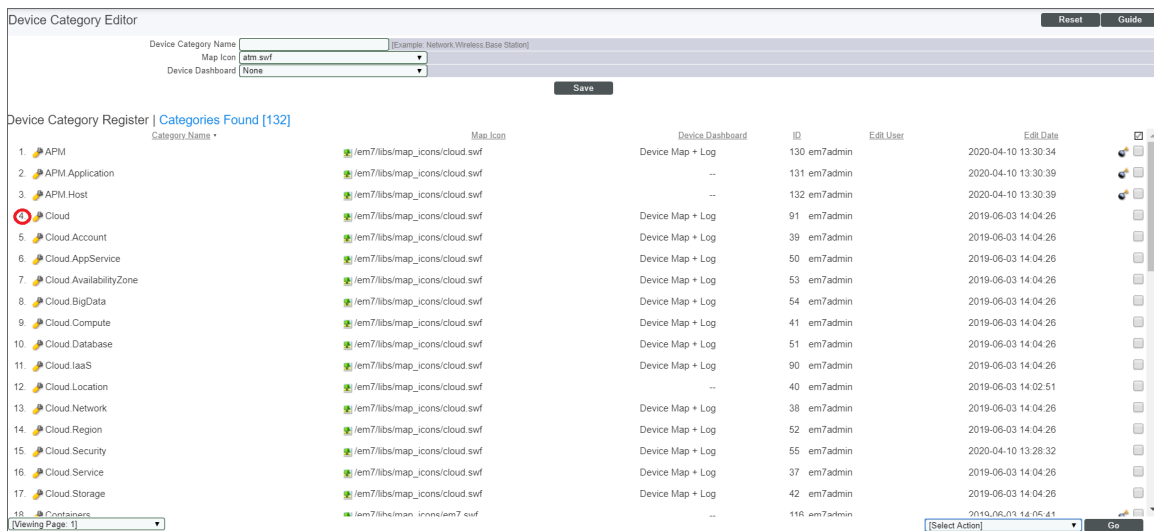 Device Category Editor Reset Guide
Device Category Name [Example: Network.Wireless.Base Station]
Map Icon atm.swf
Device Dashboard None
Save
Device Category Register | Categories Found [132]
Category Name • Map Icon Device Dashboard ID Edit User Edit Date
1. APM /em7/libs/map_icons/cloud.swf Device Map + Log 130 em7admin 2020-04-10 13:30:34
2. APM.Application /em7/libs/map_icons/cloud.swf -- 131 em7admin 2020-04-10 13:30:39
3. APM.Host /em7/libs/map_icons/cloud.swf -- 132 em7admin 2020-04-10 13:30:39
4. Cloud /em7/libs/map_icons/cloud.swf Device Map + Log 91 em7admin 2019-06-03 14:04:26
5. Cloud.Account /em7/libs/map_icons/cloud.swf Device Map + Log 39 em7admin 2019-06-03 14:04:26
6. Cloud.AppService /em7/libs/map_icons/cloud.swf Device Map + Log 50 em7admin 2019-06-03 14:04:26
7. Cloud.AvailabilityZone /em7/libs/map_icons/cloud.swf Device Map + Log 53 em7admin 2019-06-03 14:04:26
8. Cloud.BigData /em7/libs/map_icons/cloud.swf Device Map + Log 54 em7admin 2019-06-03 14:04:26
9. Cloud.Compute /em7/libs/map_icons/cloud.swf Device Map + Log 41 em7admin 2019-06-03 14:04:26
10. Cloud.Database /em7/libs/map_icons/cloud.swf Device Map + Log 51 em7admin 2019-06-03 14:04:26
11. Cloud.IaaS /em7/libs/map_icons/cloud.swf Device Map + Log 90 em7admin 2019-06-03 14:04:26
12. Cloud.Location /em7/libs/map_icons/cloud.swf -- 40 em7admin 2019-06-03 14:02:51
13. Cloud.Network /em7/libs/map_icons/cloud.swf Device Map + Log 38 em7admin 2019-06-03 14:04:26
14. Cloud.Region /em7/libs/map_icons/cloud.swf Device Map + Log 52 em7admin 2019-06-03 14:04:26
15. Cloud.Security /em7/libs/map_icons/cloud.swf Device Map + Log 55 em7admin 2020-04-10 13:28:32
16. Cloud.Service /em7/libs/map_icons/cloud.swf Device Map + Log 37 em7admin 2019-06-03 14:04:26
17. Cloud.Storage /em7/libs/map_icons/cloud.swf Device Map + Log 42 em7admin 2019-06-03 14:04:26
18. Containers /em7/libs/map_icons/em7.swf -- 116 em7admin 2019-06-03 14:05:41
[Viewing Page: 1] [Select Action] Go